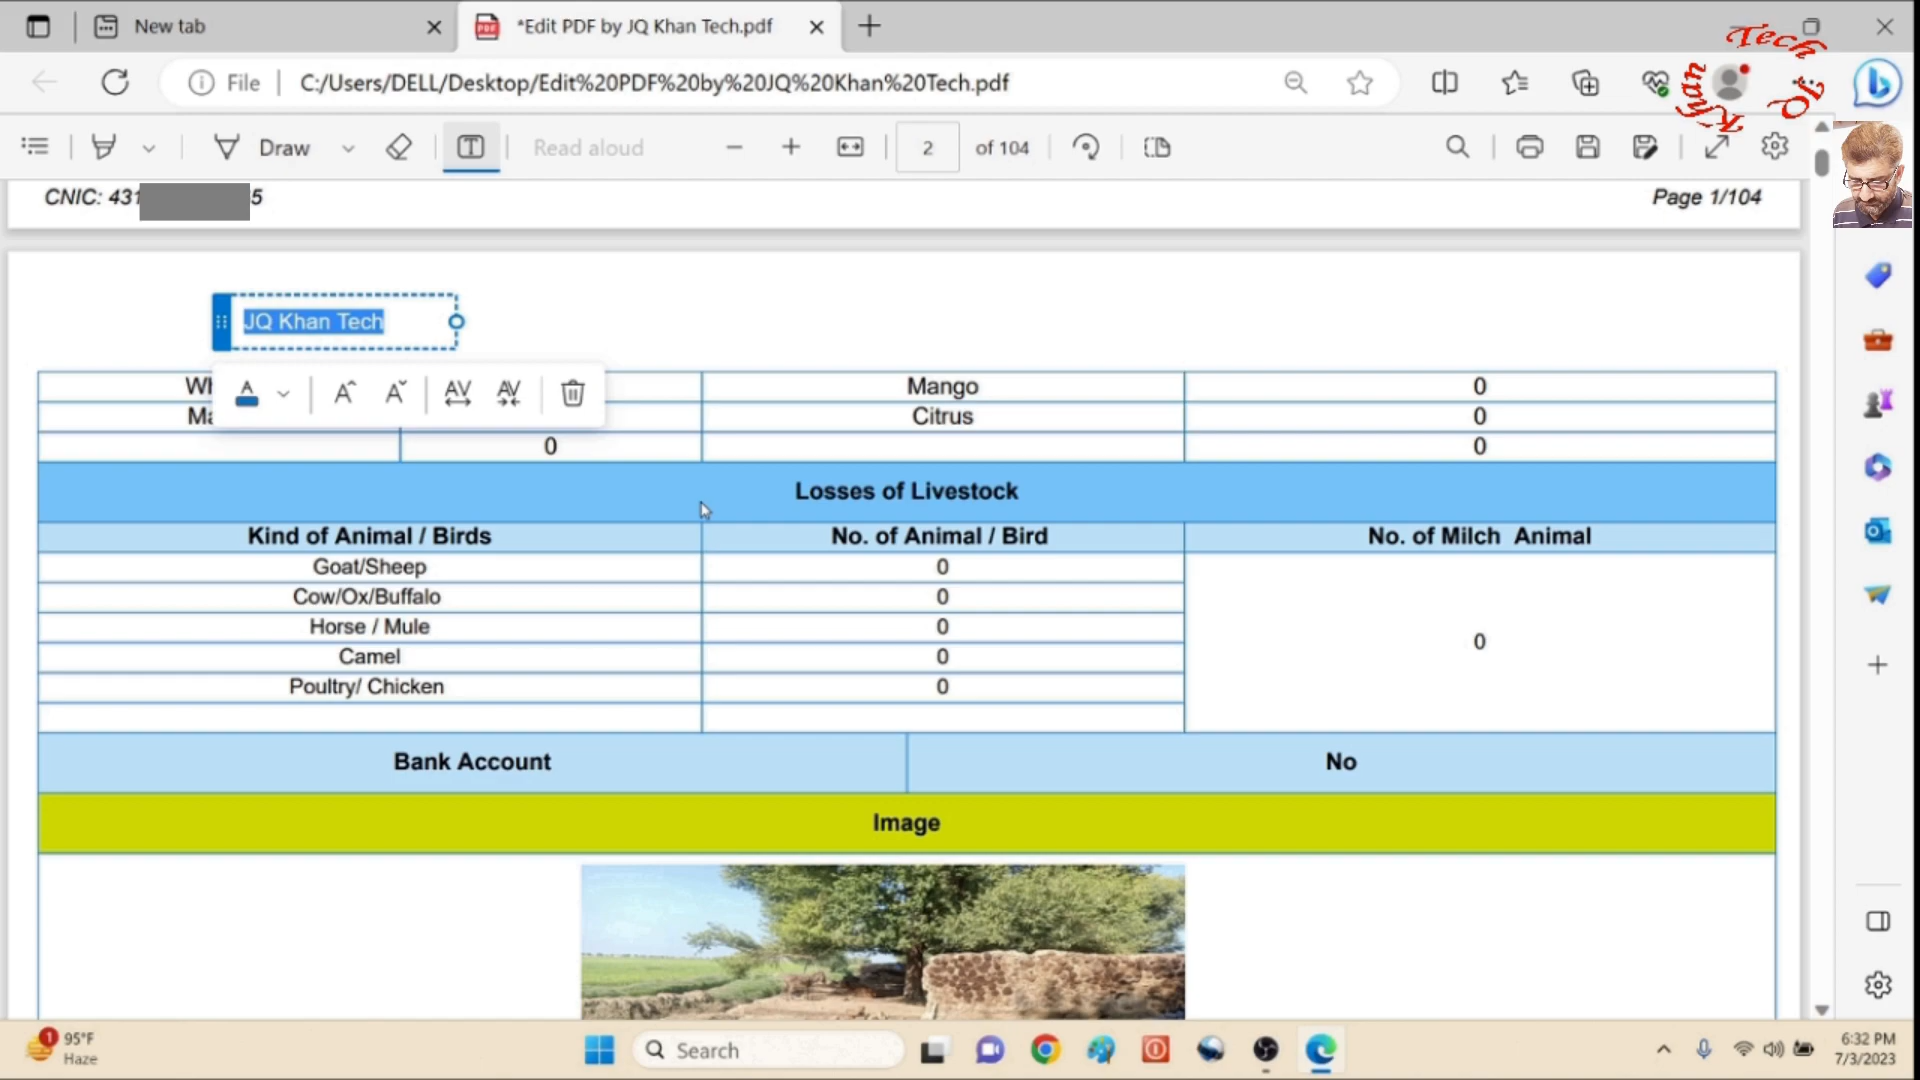 New tab
*Edit PDF by JQ Khan Tech.pdf
File
C:/Users/DELL/Desktop/Edit%20PDF%20by%20JQ%20Khan%20Tech.pdf
JQ Khan Tech
Draw
Read aloud
2 of 104
CNIC: 431 5
Page 1/104
JQ Khan Tech
Mango 0
Citrus 0
0 0
Losses of Livestock
Kind of Animal / Birds No. of Animal / Bird No. of Milch Animal
Goat/Sheep 0
Cow/Ox/Buffalo 0
Horse / Mule 0
0
Camel 0
Poultry/ Chicken 0
Bank Account No
Image
1
95°F
Haze
Search
6:32 PM
7/3/2023